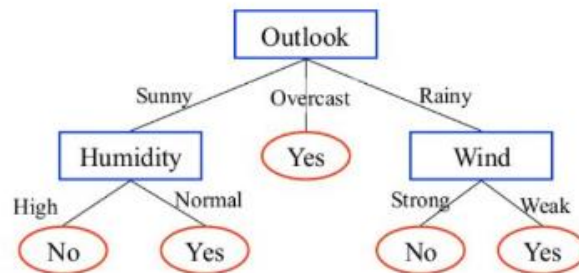 Outlook
Sunny Overcast Rainy
Humidity Yes Wind
High Normal Strong Weak
No Yes No Yes